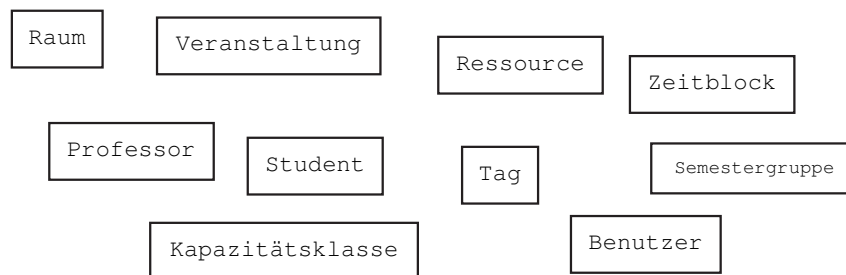 Raum
Veranstaltung
Ressource
Zeitblock
Professor
Student
Tag
Semestergruppe
Kapazitätsklasse
Benutzer